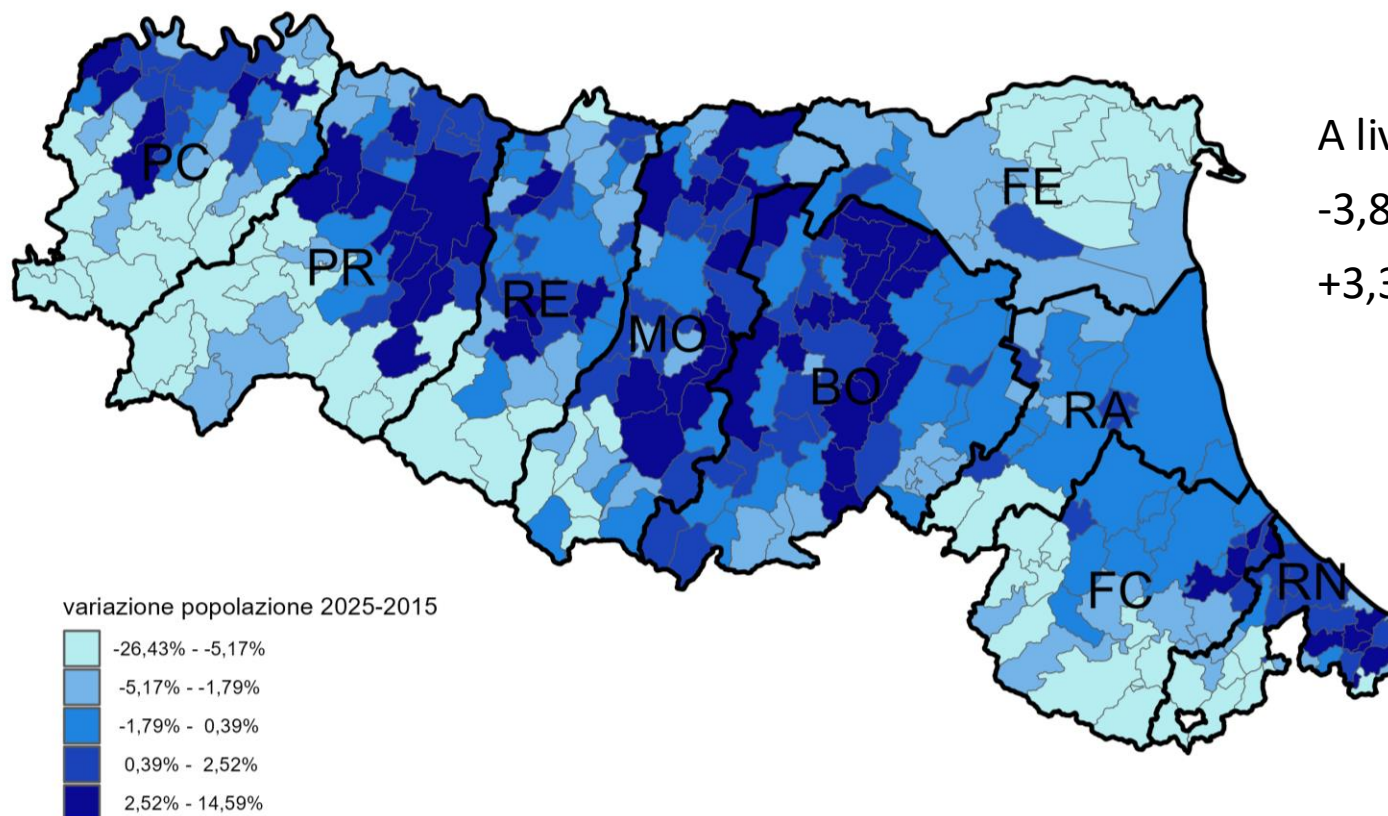 PC
PR
RE
MO
BO
FE
RA
FC
RN
A liv
-3,8
+3,3
variazione popolazione 2025-2015
-26,43% - -5,17%
-5,17% - -1,79%
-1,79% - 0,39%
0,39% - 2,52%
2,52% - 14,59%